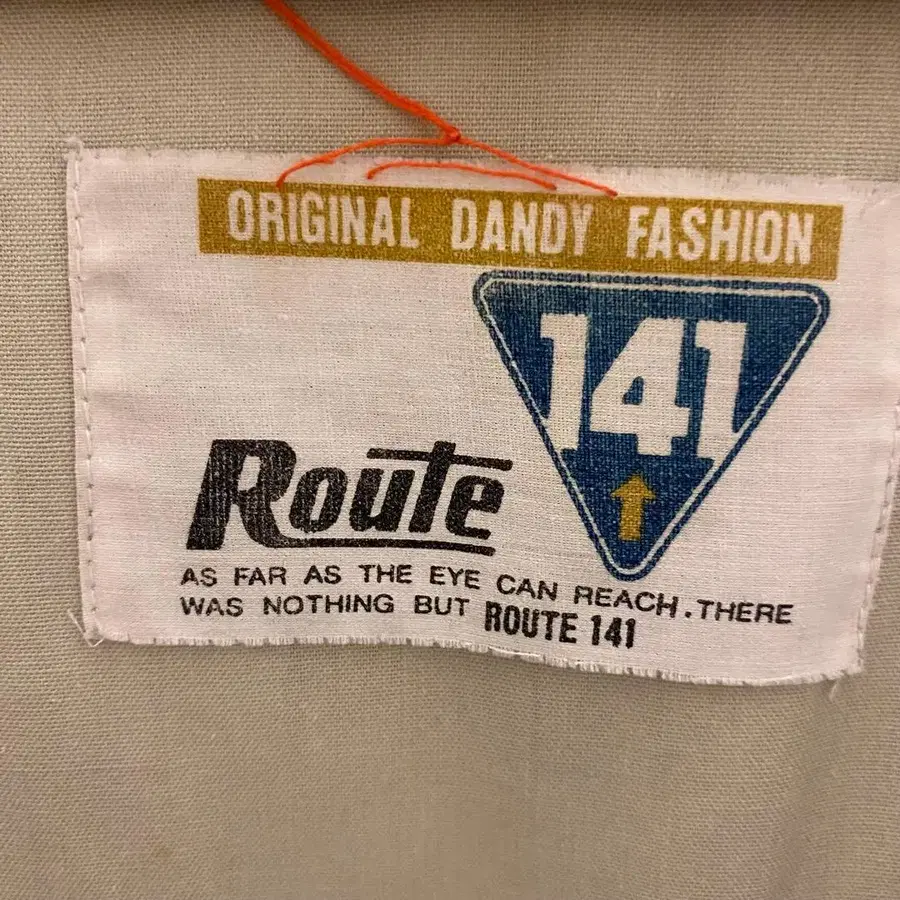 ORIGINAL DANDY FASHION
141
Route
AS FAR AS THE EYE CAN REACH.THERE
WAS NOTHING BUT ROUTE 141